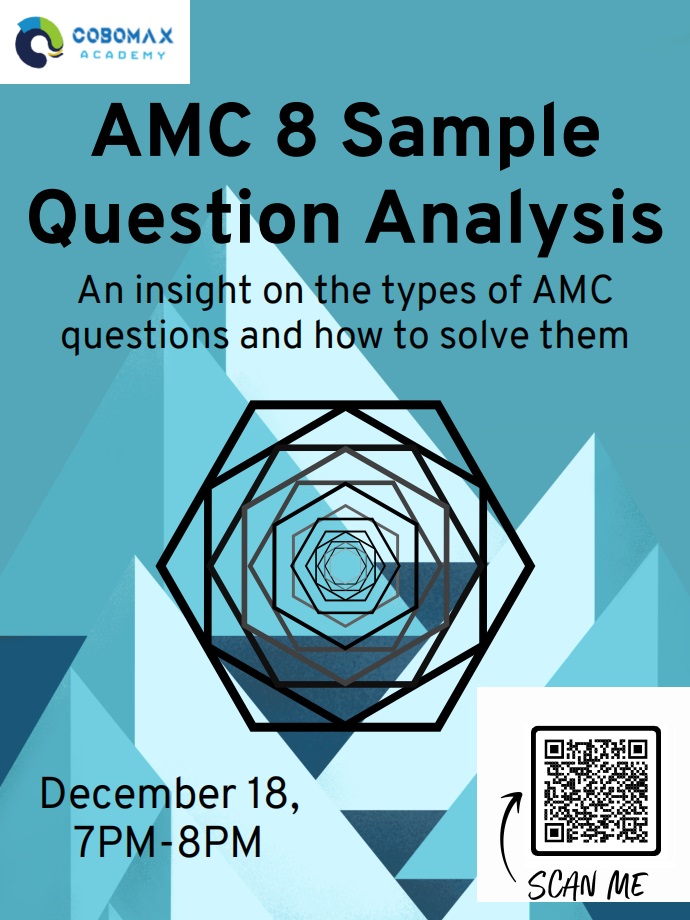 COBOMAX
ACADEMY
AMC 8 Sample
Question Analysis
An insight on the types of AMC
questions and how to solve them
December 18,
7PM-8PM
SCAN ME